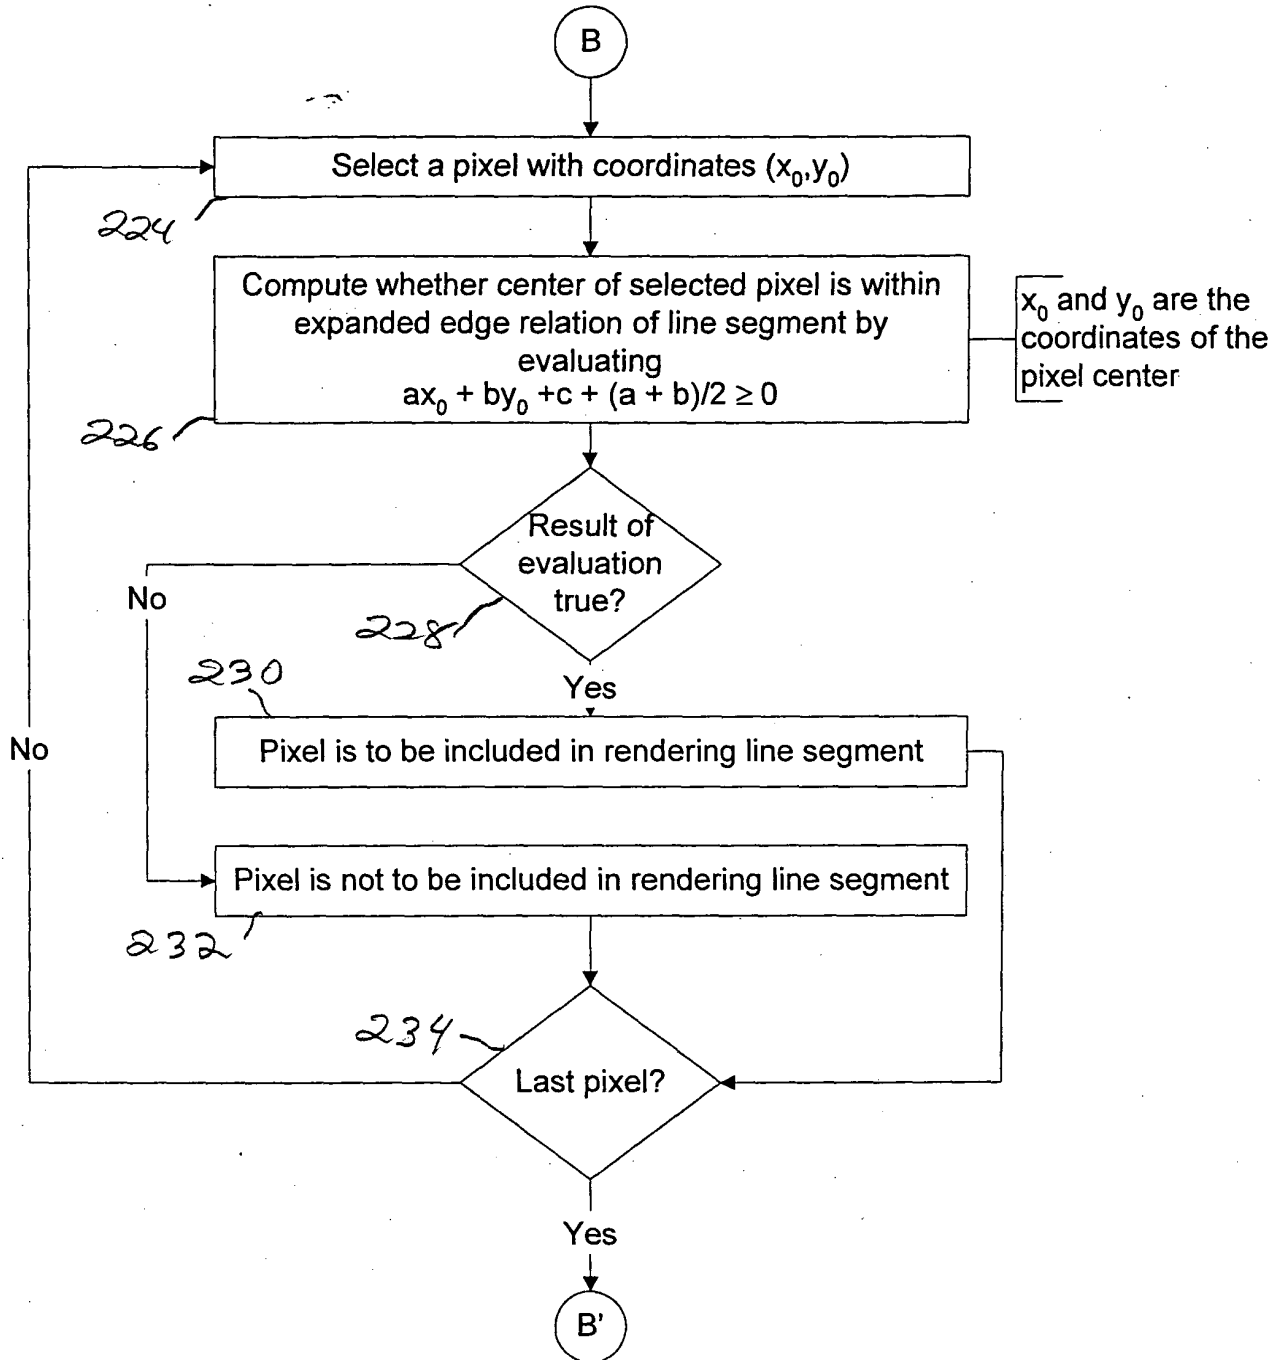 B
Select a pixel with coordinates (x₀,y₀)
224
Compute whether center of selected pixel is within
expanded edge relation of line segment by
evaluating
ax₀ + by₀ +c + (a + b)/2 ≥ 0
x₀ and y₀ are the
coordinates of the
pixel center
226
Result of
evaluation
true?
No
228
230
Yes
No
Pixel is to be included in rendering line segment
Pixel is not to be included in rendering line segment
232
234
Last pixel?
Yes
B'